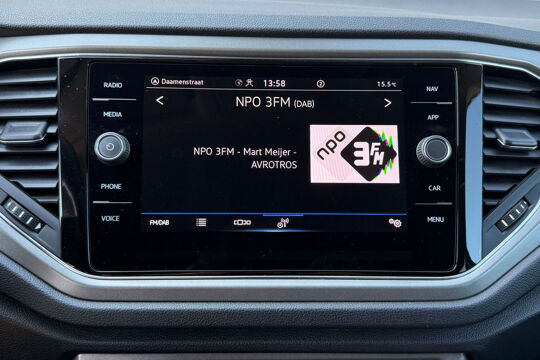 RADIO
MEDIA
PHONE
VOICE
Daamenstraat
13:58
15.5°C
NPO 3FM (DAB)
NPO 3FM - Mart Meijer -
AVROTROS
npo
3FM
FM/DAB
NAV
APP
CAR
MENU